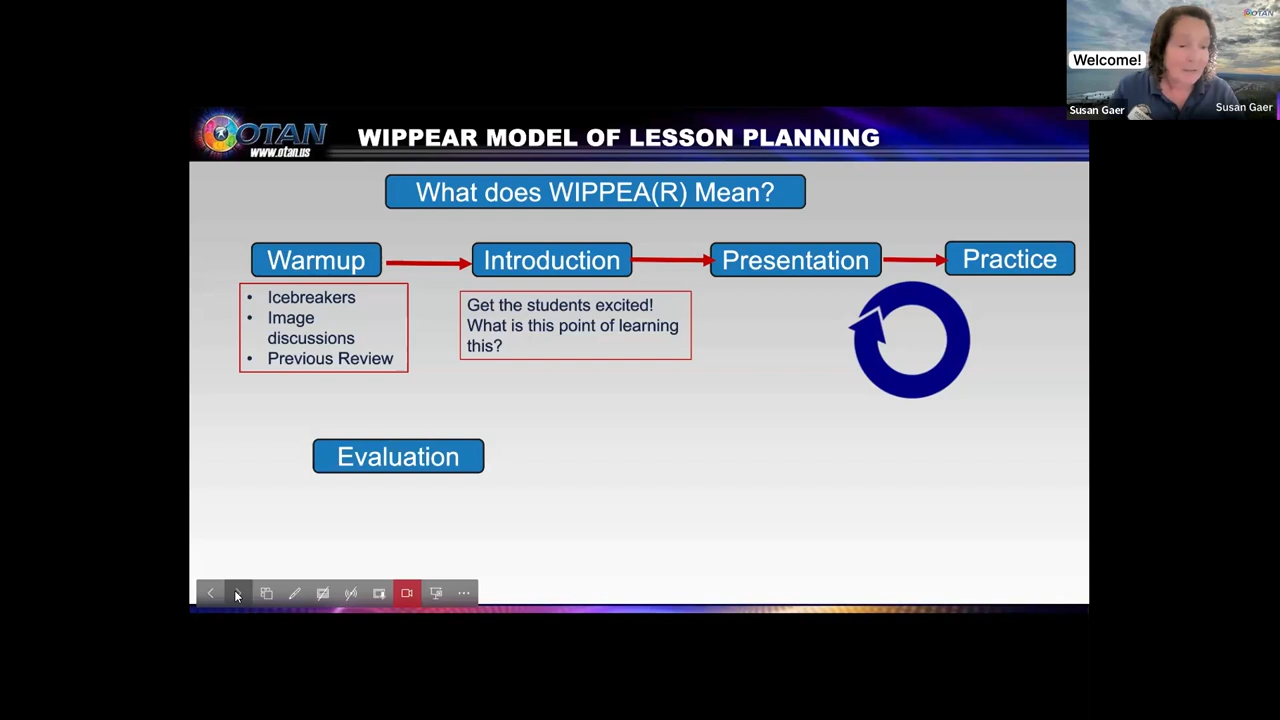 OTAN
www.otan.us
WIPPEAR MODEL OF LESSON PLANNING
What does WIPPEA(R) Mean?
Warmup
Introduction
Presentation
Practice
• Icebreakers
• Image
discussions
• Previous Review
Get the students excited!
What is this point of learning
this?
Evaluation
OTAN
Welcome!
Susan Gaer
Susan Gaer